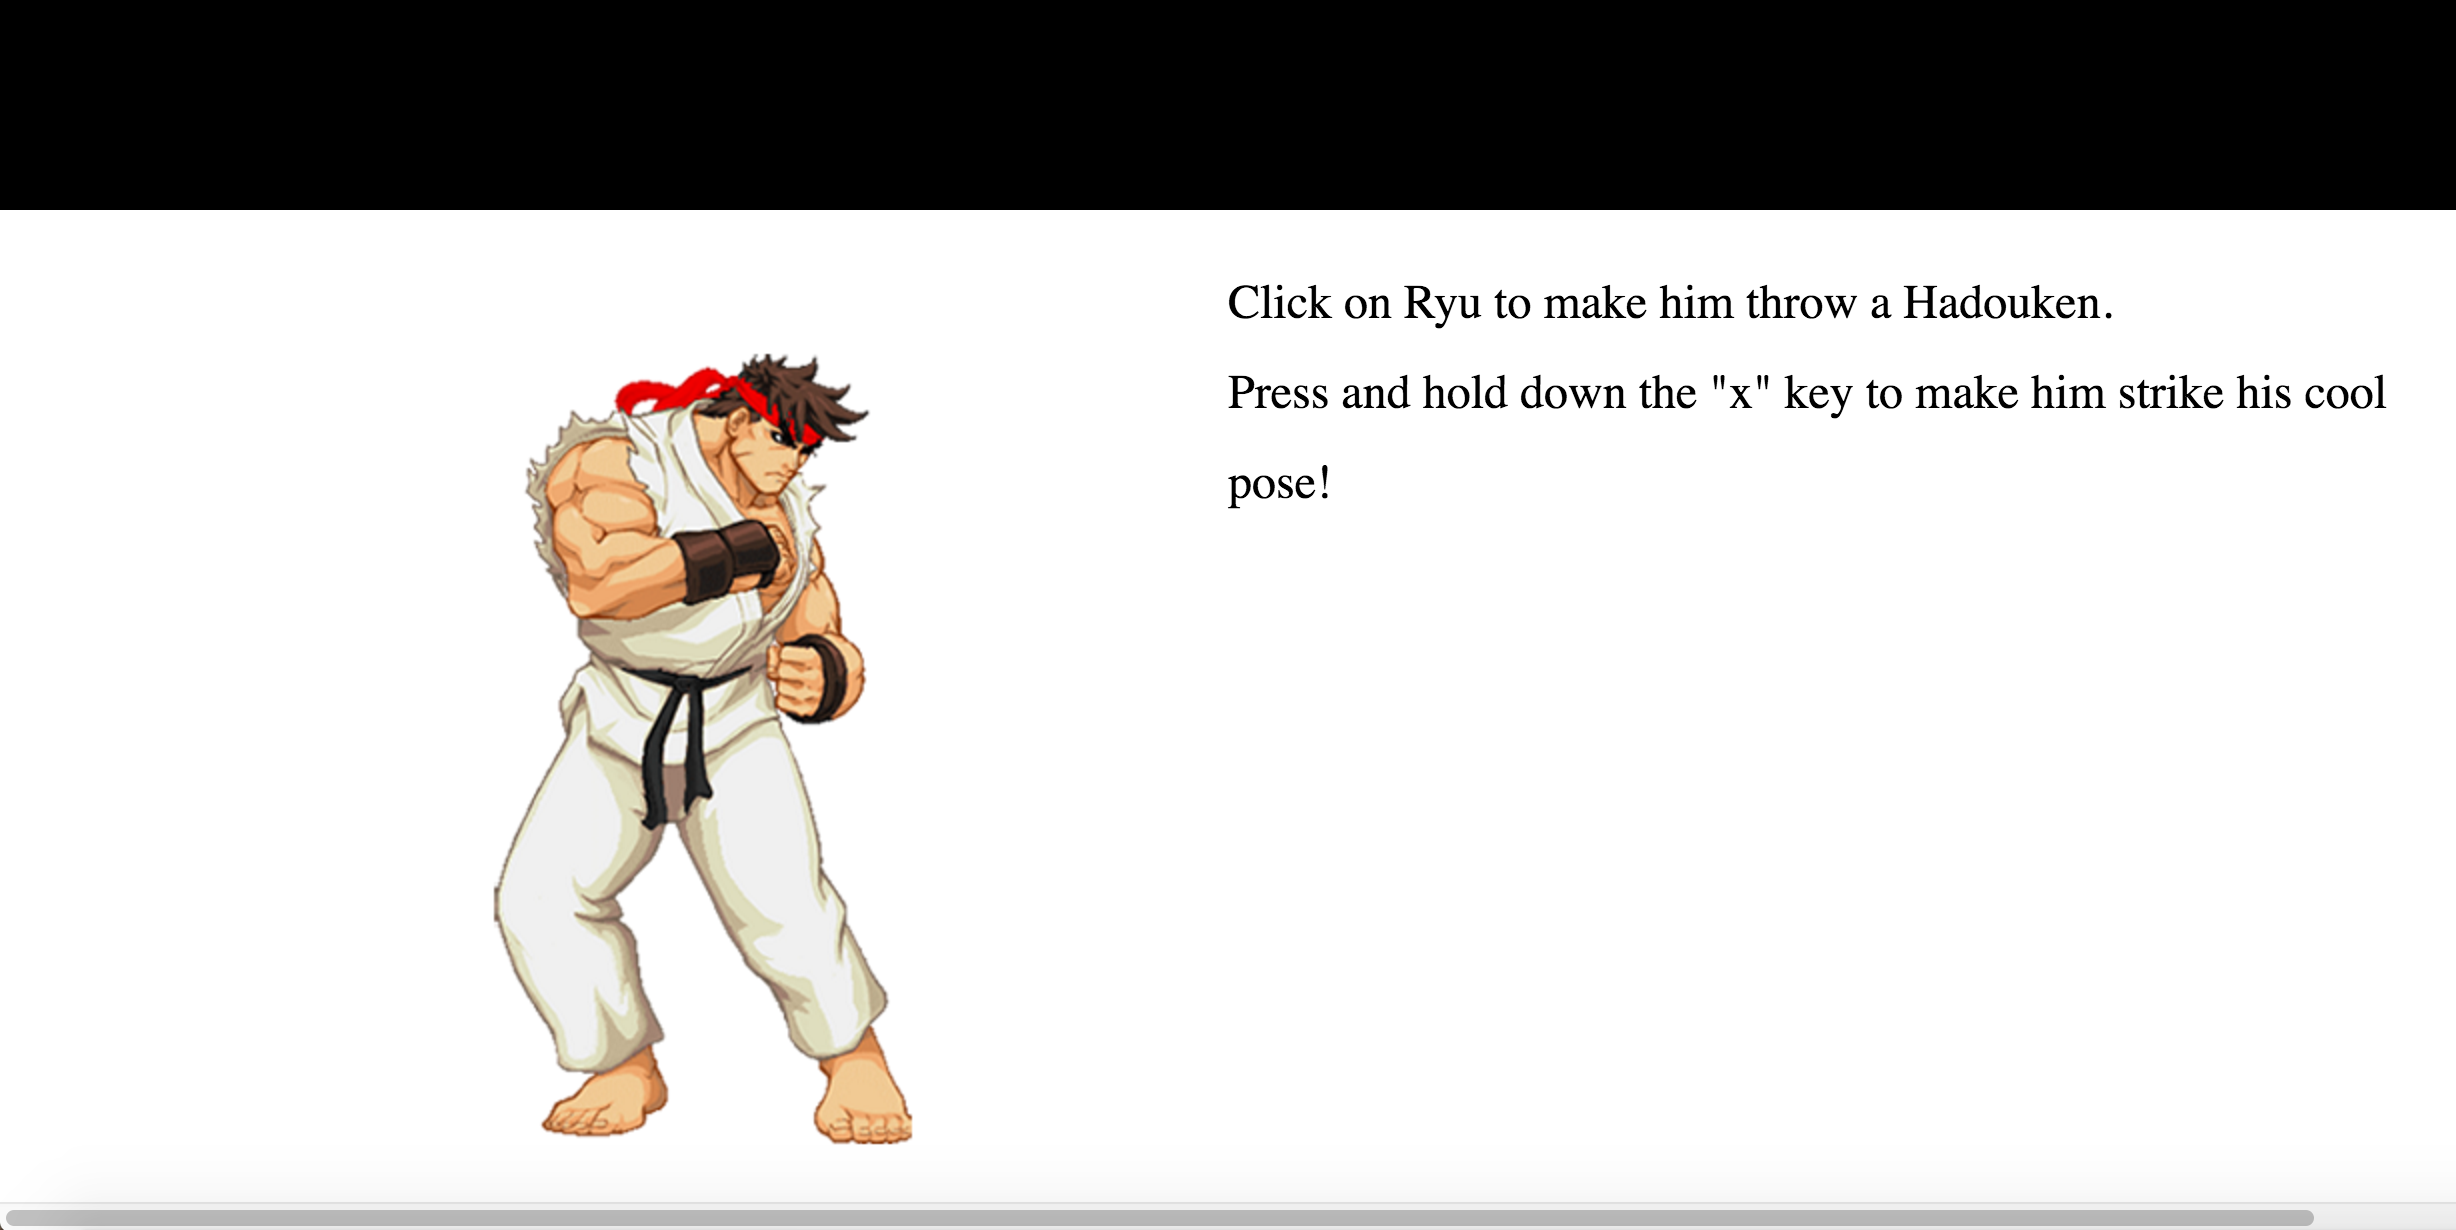 Click on Ryu to make him throw a Hadouken.
Press and hold down the "x" key to make him strike his cool
pose!